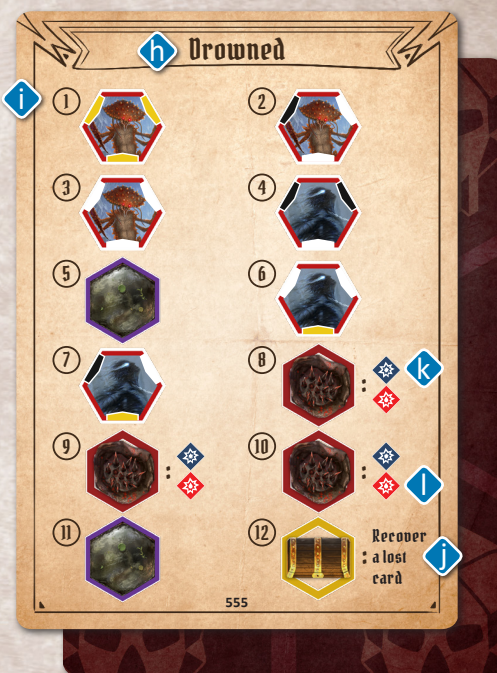 h Drowned
i
1 2
3 4
5 6
7 8 : k
9 : 10 : l
11 12 : Recover
a lost j
card
555